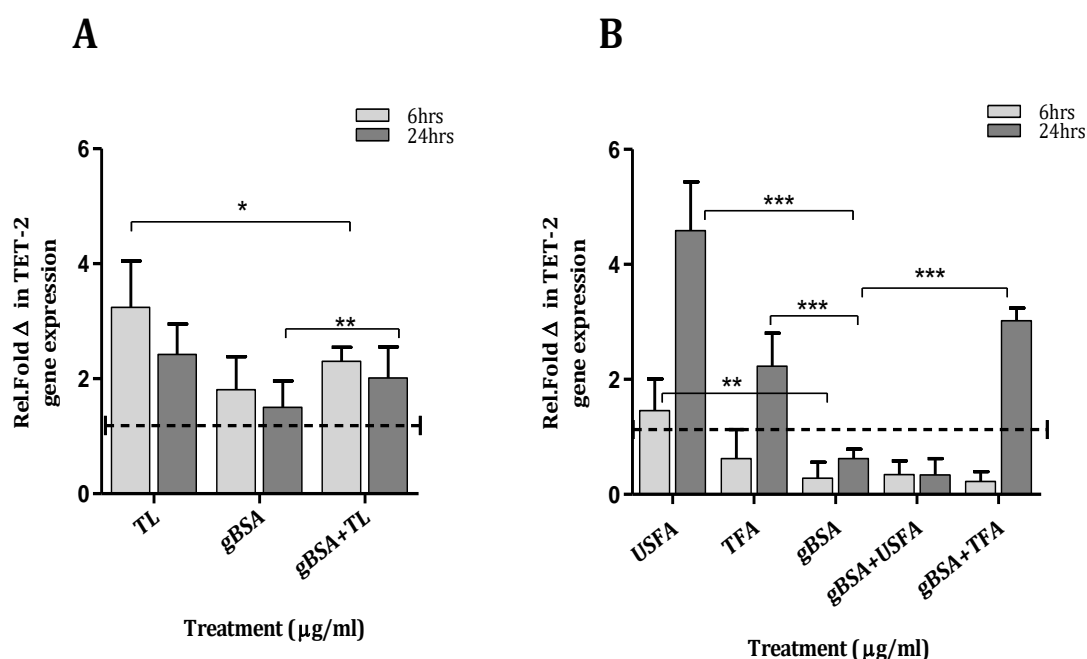 A
6hrs
24hrs
Rel.Fold Δ in TET-2
gene expression
6
4
2
0
*
**
TL
gBSA
gBSA+TL
Treatment (μg/ml)
B
6hrs
24hrs
Rel.Fold Δ in TET-2
gene expression
6
4
2
0
***
***
***
**
USFA
TFA
gBSA
gBSA+USFA
gBSA+TFA
Treatment (μg/ml)